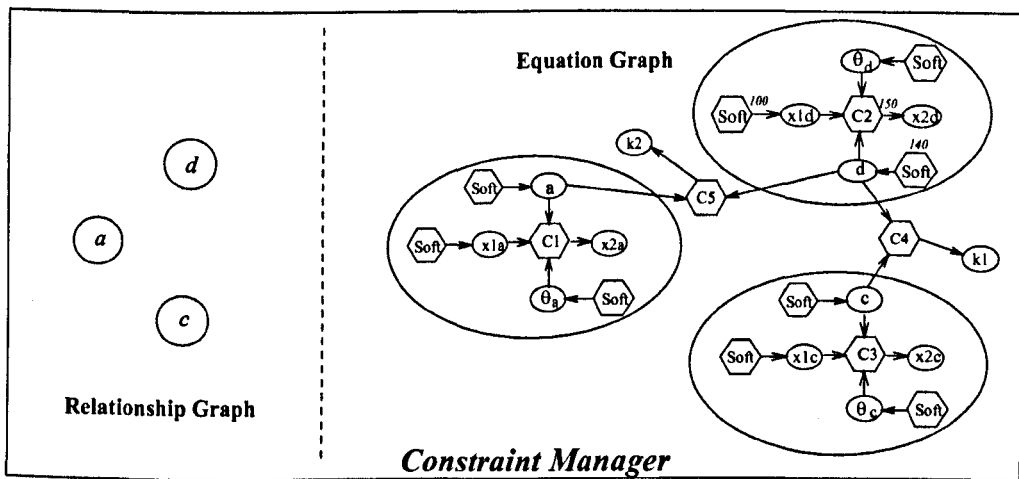 Equation Graph
θd
Soft
Soft
100
x1d
C2
150
x2d
k2
140
d
Soft
d
Soft
a
C5
C4
a
Soft
x1a
C1
x2a
k1
θa
Soft
Soft
c
c
Soft
x1c
C3
x2c
Relationship Graph
θc
Soft
Constraint Manager